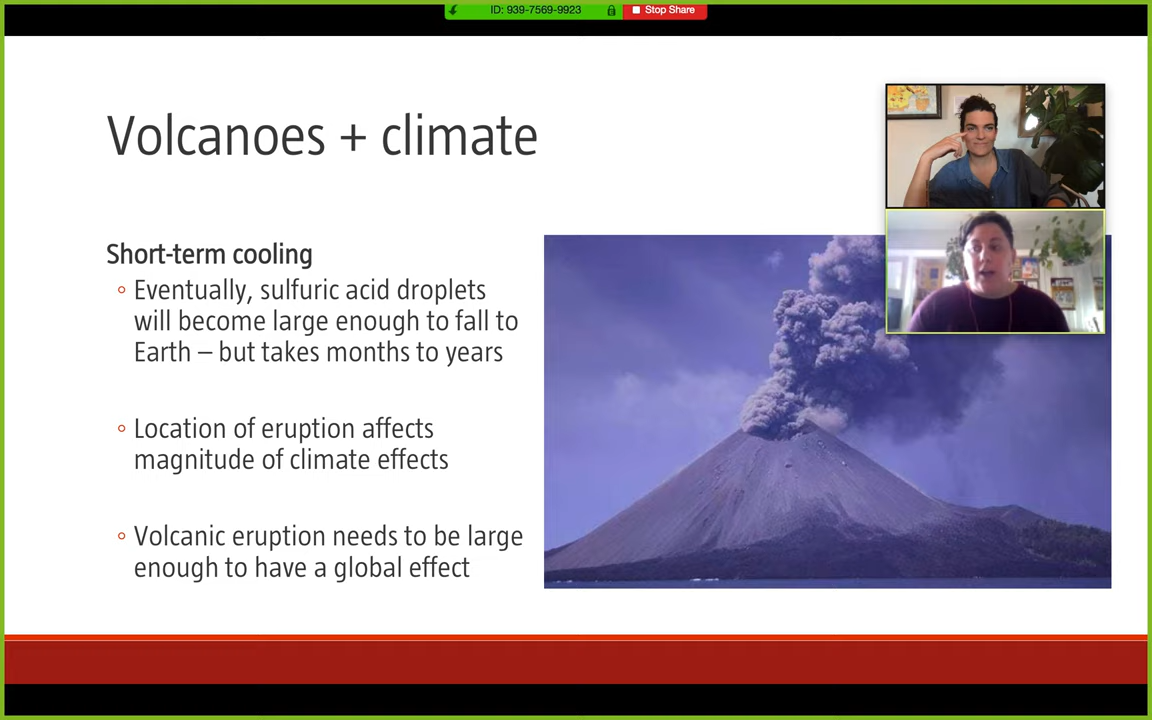 ID: 939-7569-9923
Stop Share
Volcanoes + climate
Short-term cooling
Eventually, sulfuric acid droplets
will become large enough to fall to
Earth – but takes months to years
Location of eruption affects
magnitude of climate effects
Volcanic eruption needs to be large
enough to have a global effect